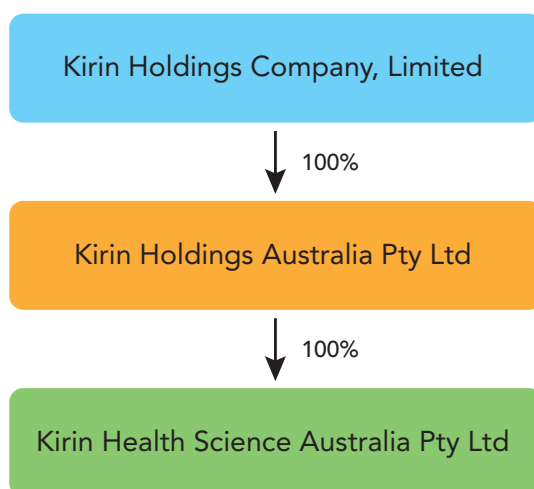 Kirin Holdings Company, Limited
100%
Kirin Holdings Australia Pty Ltd
100%
Kirin Health Science Australia Pty Ltd